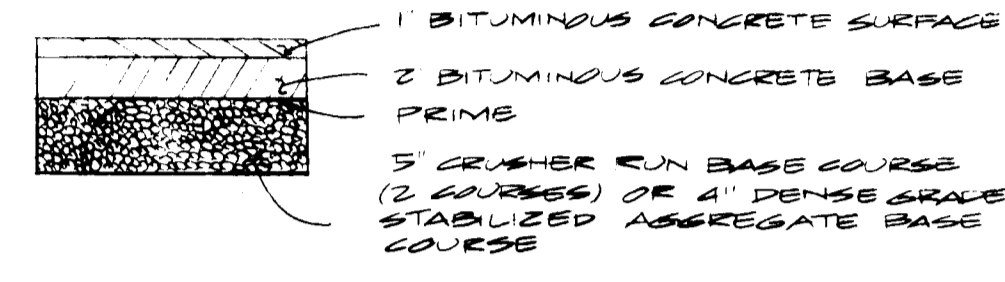 1" BITUMINOUS CONCRETE SURFACE
2" BITUMINOUS CONCRETE BASE
PRIME
5" CRUSHER RUN BASE COURSE
(2 COURSES) OR 4" DENSE GRADE
STABILIZED AGGREGATE BASE
COURSE